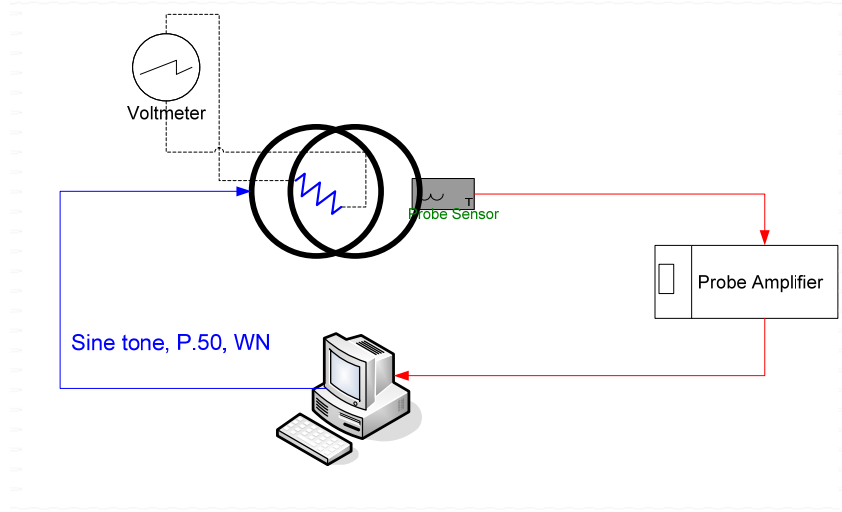 Voltmeter
T
Probe Sensor
Probe Amplifier
Sine tone, P.50, WN